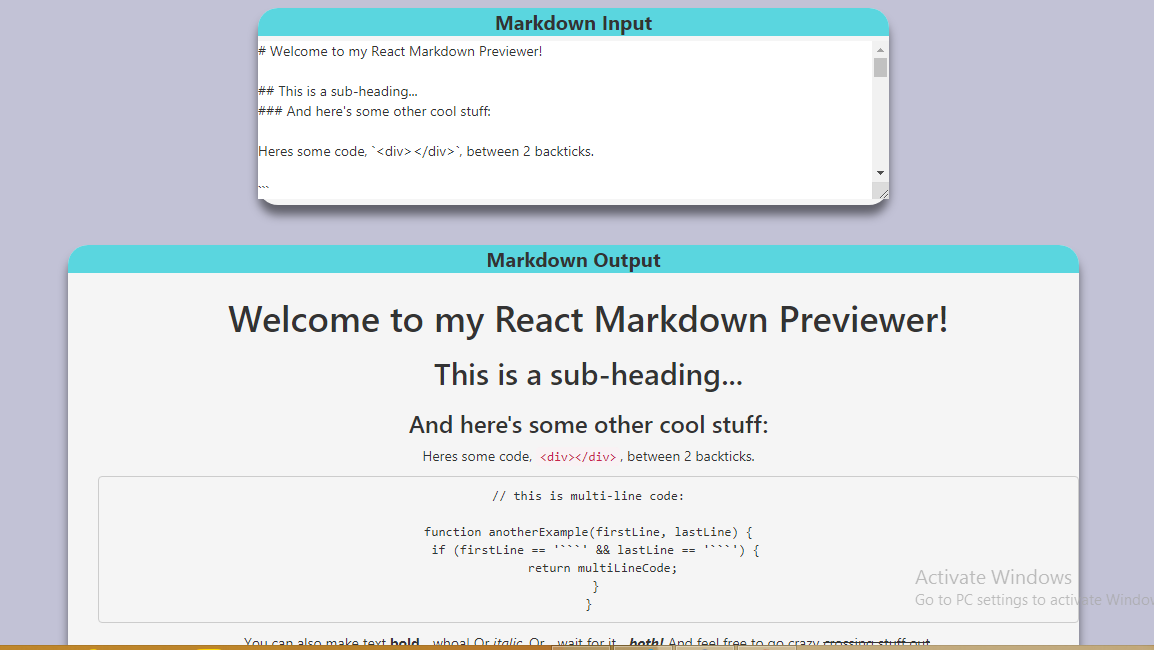 Markdown Input
# Welcome to my React Markdown Previewer!
## This is a sub-heading...
### And here's some other cool stuff:
Heres some code, `<div></div>`, between 2 backticks.
```
Markdown Output
Welcome to my React Markdown Previewer!
This is a sub-heading...
And here's some other cool stuff:
Heres some code, <div></div> , between 2 backticks.
// this is multi-line code:
function anotherExample(firstLine, lastLine) {
if (firstLine == '```' && lastLine == '```') {
return multiLineCode;
}
}
Activate Windows
Go to PC settings to activate Window
You can also make text bold... whoa! Or italic. Or... wait for it... both! And feel free to go crazy crossing stuff out